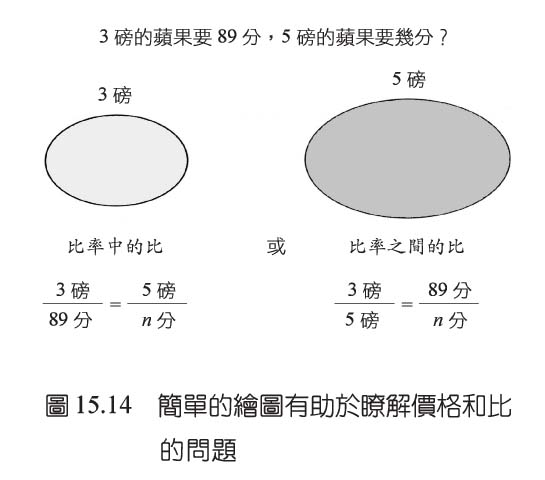 3 磅的蘋果要 89 分，5 磅的蘋果要幾分？
3 磅
5 磅
比率中的比
或
比率之間的比
3 磅 / 89 分 = 5 磅 / n 分
3 磅 / 5 磅 = 89 分 / n 分
圖 15.14 簡單的繪圖有助於瞭解價格和比
的問題